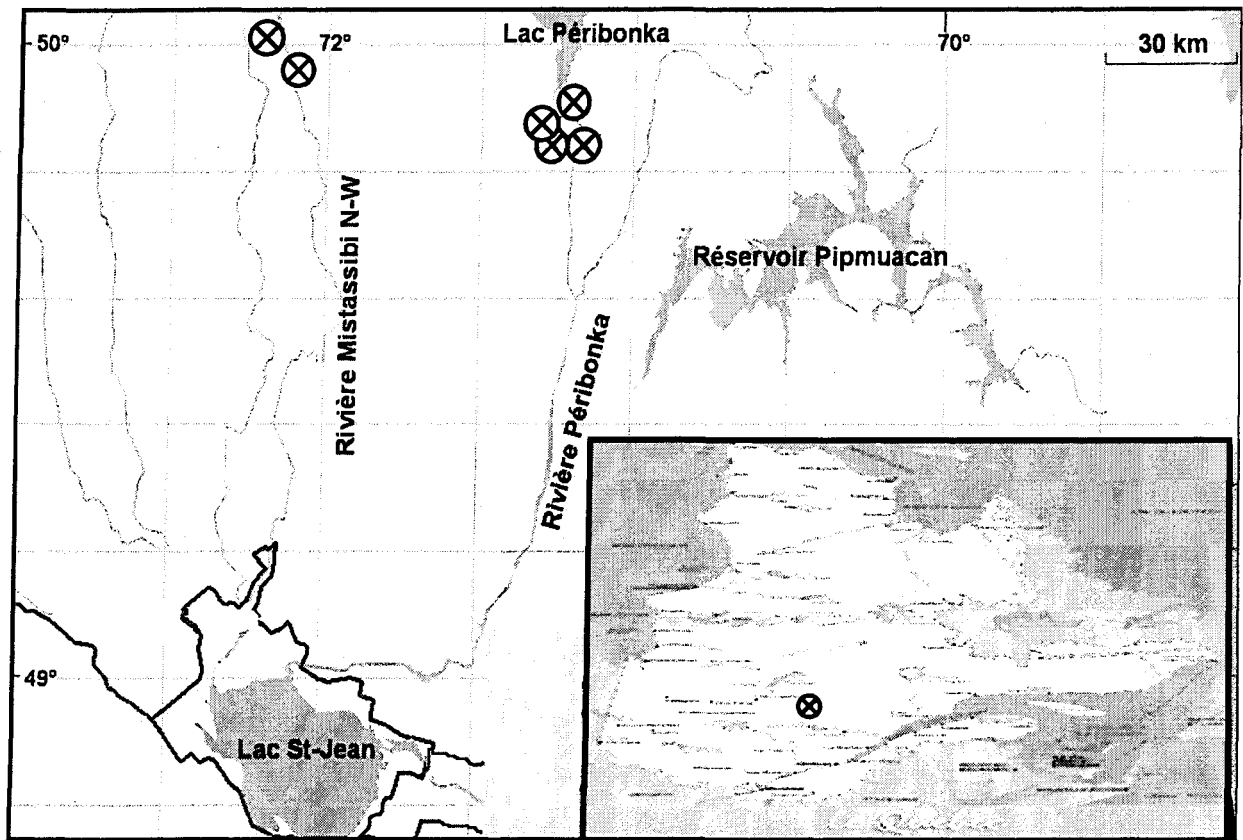 Lac Péribonka
50°
72°
70°
30 km
Rivière Mistassibi N-W
Réservoir Pipmuacan
Rivière Péribonka
49°
Lac St-Jean